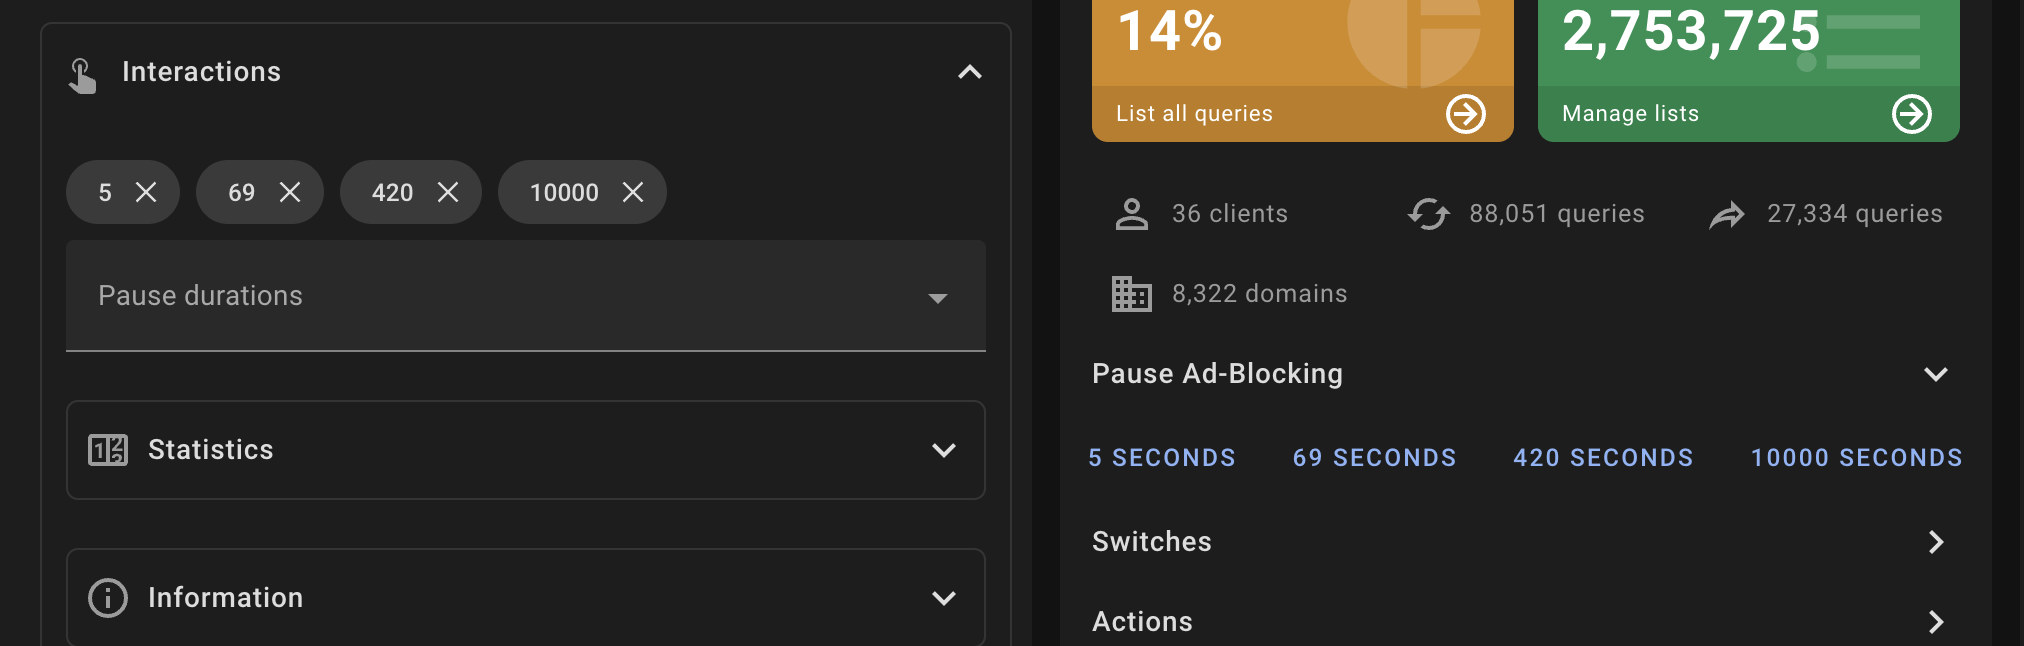 Interactions
5
69
420
10000
Pause durations
Statistics
Information
14%
List all queries
2,753,725
Manage lists
36 clients
88,051 queries
27,334 queries
8,322 domains
Pause Ad-Blocking
5 SECONDS
69 SECONDS
420 SECONDS
10000 SECONDS
Switches
Actions